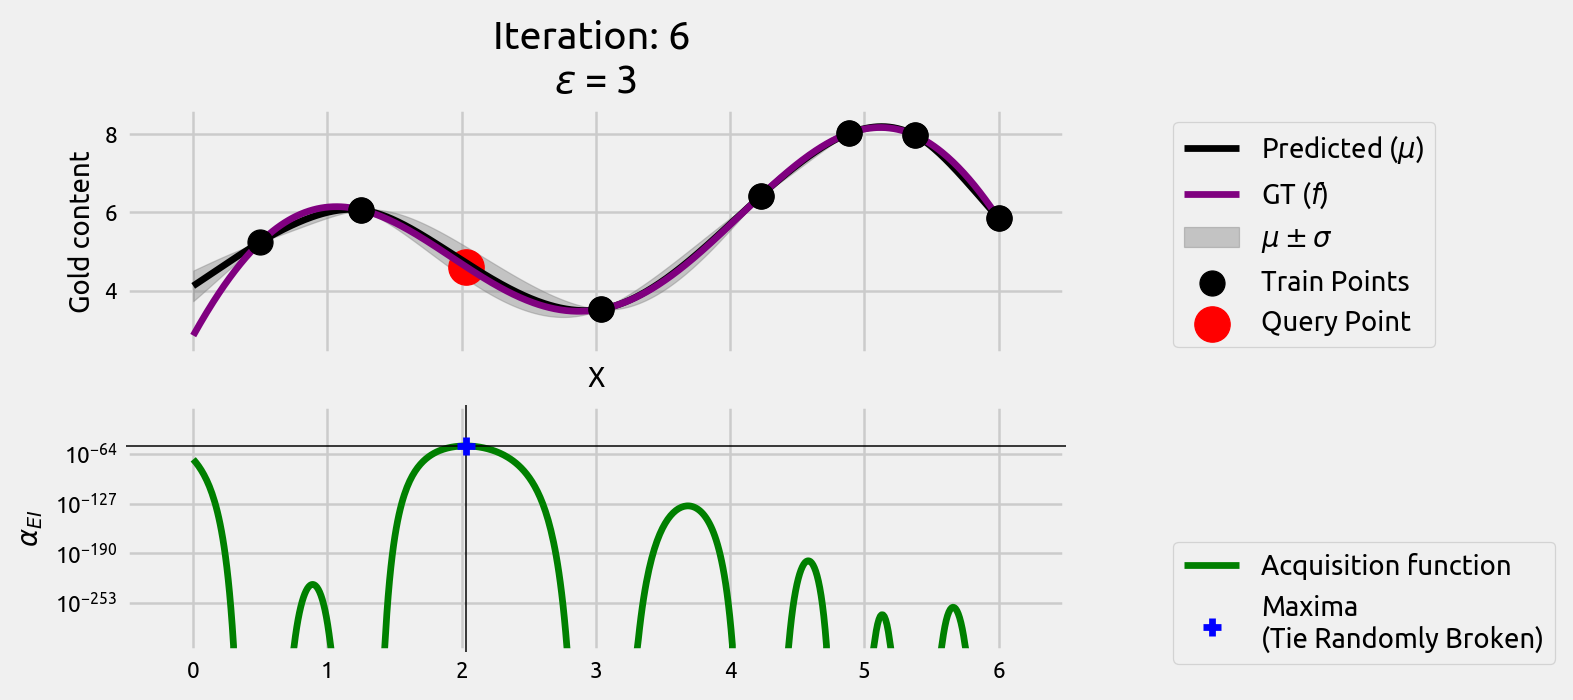 Iteration: 6
ε = 3
Gold content
8
6
4
X
Predicted (μ)
GT (f)
μ ± σ
Train Points
Query Point
α_EI
10⁻⁶⁴
10⁻¹²⁷
10⁻¹⁹⁰
10⁻²⁵³
0 1 2 3 4 5 6
Acquisition function
Maxima
(Tie Randomly Broken)